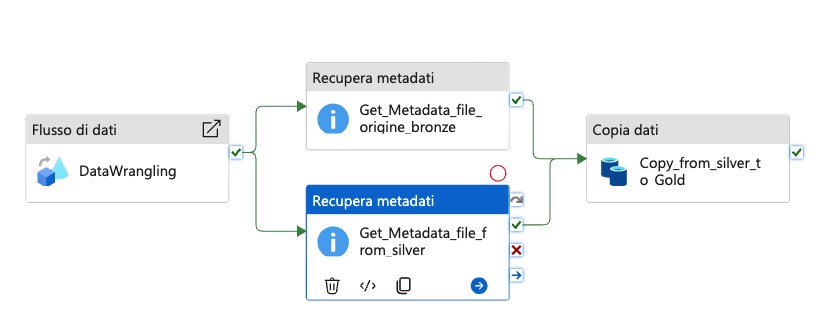 Flusso di dati
DataWrangling
Recupera metadati
Get_Metadata_file_
origine_bronze
Recupera metadati
Get_Metadata_file_f
rom_silver
Copia dati
Copy_from_silver_t
o Gold